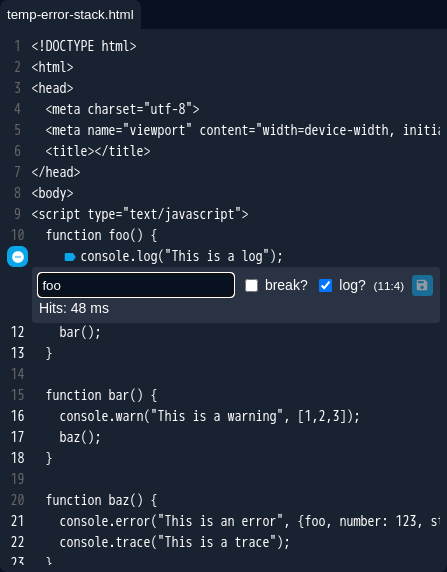 temp-error-stack.html
1 <!DOCTYPE html>
2 <html>
3 <head>
4 <meta charset="utf-8">
5 <meta name="viewport" content="width=device-width, initia
6 <title></title>
7 </head>
8 <body>
9 <script type="text/javascript">
10 function foo() {
console.log("This is a log");
foo break? log? (11:4)
Hits: 48 ms
12 bar();
13 }
14
15 function bar() {
16 console.warn("This is a warning", [1,2,3]);
17 baz();
18 }
19
20 function baz() {
21 console.error("This is an error", {foo, number: 123, st
22 console.trace("This is a trace");
23 }